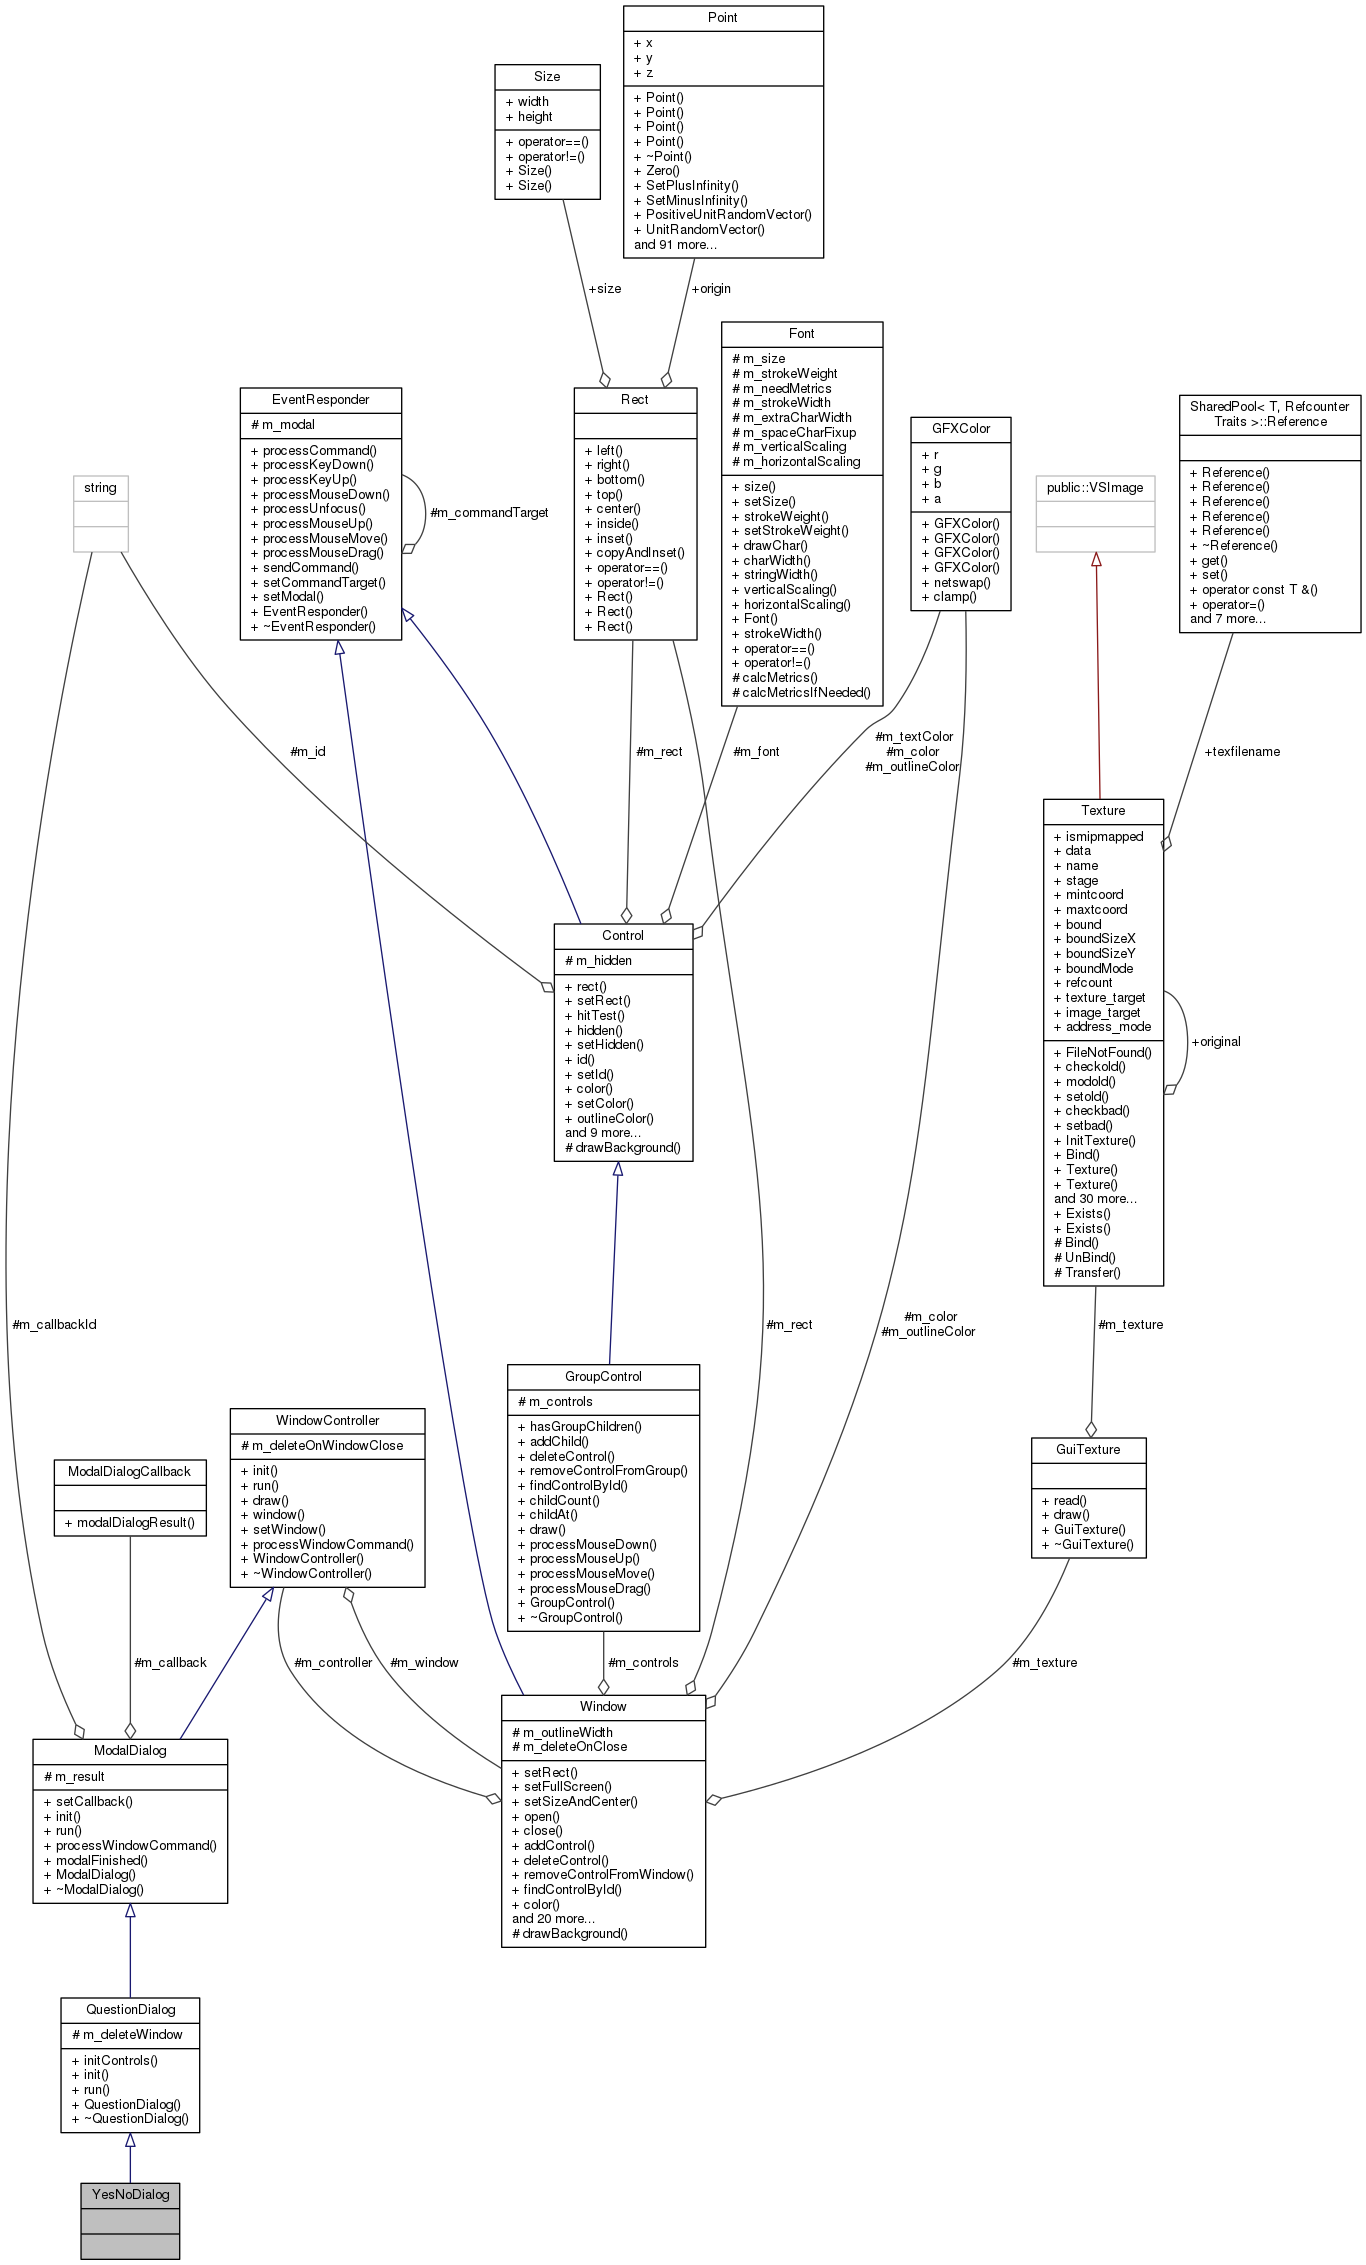 Point
+ x
+ y
+ z
+ Point()
+ Point()
+ Point()
+ Point()
+ ~Point()
+ Zero()
+ SetPlusInfinity()
+ SetMinusInfinity()
+ PositiveUnitRandomVector()
+ UnitRandomVector()
and 91 more...
Size
+ width
+ height
+ operator==()
+ operator!=()
+ Size()
+ Size()
+size
+origin
Font
# m_size
# m_strokeWeight
# m_needMetrics
# m_strokeWidth
# m_extraCharWidth
# m_spaceCharFixup
# m_verticalScaling
# m_horizontalScaling
+ size()
+ setSize()
+ strokeWeight()
+ setStrokeWeight()
+ drawChar()
+ charWidth()
+ stringWidth()
+ verticalScaling()
+ horizontalScaling()
+ Font()
+ strokeWidth()
+ operator==()
+ operator!=()
# calcMetrics()
# calcMetricsIfNeeded()
EventResponder
# m_modal
+ processCommand()
+ processKeyDown()
+ processKeyUp()
+ processMouseDown()
+ processUnfocus()
+ processMouseUp()
+ processMouseMove()
+ processMouseDrag()
+ sendCommand()
+ setCommandTarget()
+ setModal()
+ EventResponder()
+ ~EventResponder()
#m_commandTarget
Rect
+ left()
+ right()
+ bottom()
+ top()
+ center()
+ inside()
+ inset()
+ copyAndInset()
+ operator==()
+ operator!=()
+ Rect()
+ Rect()
+ Rect()
GFXColor
+ r
+ g
+ b
+ a
+ GFXColor()
+ GFXColor()
+ GFXColor()
+ GFXColor()
+ netswap()
+ clamp()
SharedPool< T, Refcounter
Traits >::Reference
+ Reference()
+ Reference()
+ Reference()
+ Reference()
+ Reference()
+ ~Reference()
+ get()
+ set()
+ operator const T &()
+ operator=()
and 7 more...
string
public::VSImage
#m_id
#m_rect
#m_font
#m_textColor
#m_color
#m_outlineColor
+texfilename
Texture
+ ismipmapped
+ data
+ name
+ stage
+ mintcoord
+ maxtcoord
+ bound
+ boundSizeX
+ boundSizeY
+ boundMode
+ refcount
+ texture_target
+ image_target
+ address_mode
+ FileNotFound()
+ checkold()
+ modold()
+ setold()
+ checkbad()
+ setbad()
+ InitTexture()
+ Bind()
+ Texture()
+ Texture()
and 30 more...
+ Exists()
+ Exists()
# Bind()
# UnBind()
# Transfer()
+original
Control
# m_hidden
+ rect()
+ setRect()
+ hitTest()
+ hidden()
+ setHidden()
+ id()
+ setId()
+ color()
+ setColor()
+ outlineColor()
and 9 more...
# drawBackground()
#m_callbackId
#m_rect
#m_color
#m_outlineColor
#m_texture
GroupControl
# m_controls
+ hasGroupChildren()
+ addChild()
+ deleteControl()
+ removeControlFromGroup()
+ findControlById()
+ childCount()
+ childAt()
+ draw()
+ processMouseDown()
+ processMouseUp()
+ processMouseMove()
+ processMouseDrag()
+ GroupControl()
+ ~GroupControl()
WindowController
# m_deleteOnWindowClose
+ init()
+ run()
+ draw()
+ window()
+ setWindow()
+ processWindowCommand()
+ WindowController()
+ ~WindowController()
GuiTexture
+ read()
+ draw()
+ GuiTexture()
+ ~GuiTexture()
ModalDialogCallback
+ modalDialogResult()
#m_callback
#m_controller
#m_window
#m_controls
#m_texture
Window
# m_outlineWidth
# m_deleteOnClose
+ setRect()
+ setFullScreen()
+ setSizeAndCenter()
+ open()
+ close()
+ addControl()
+ deleteControl()
+ removeControlFromWindow()
+ findControlById()
+ color()
and 20 more...
# drawBackground()
ModalDialog
# m_result
+ setCallback()
+ init()
+ run()
+ processWindowCommand()
+ modalFinished()
+ ModalDialog()
+ ~ModalDialog()
QuestionDialog
# m_deleteWindow
+ initControls()
+ init()
+ run()
+ QuestionDialog()
+ ~QuestionDialog()
YesNoDialog